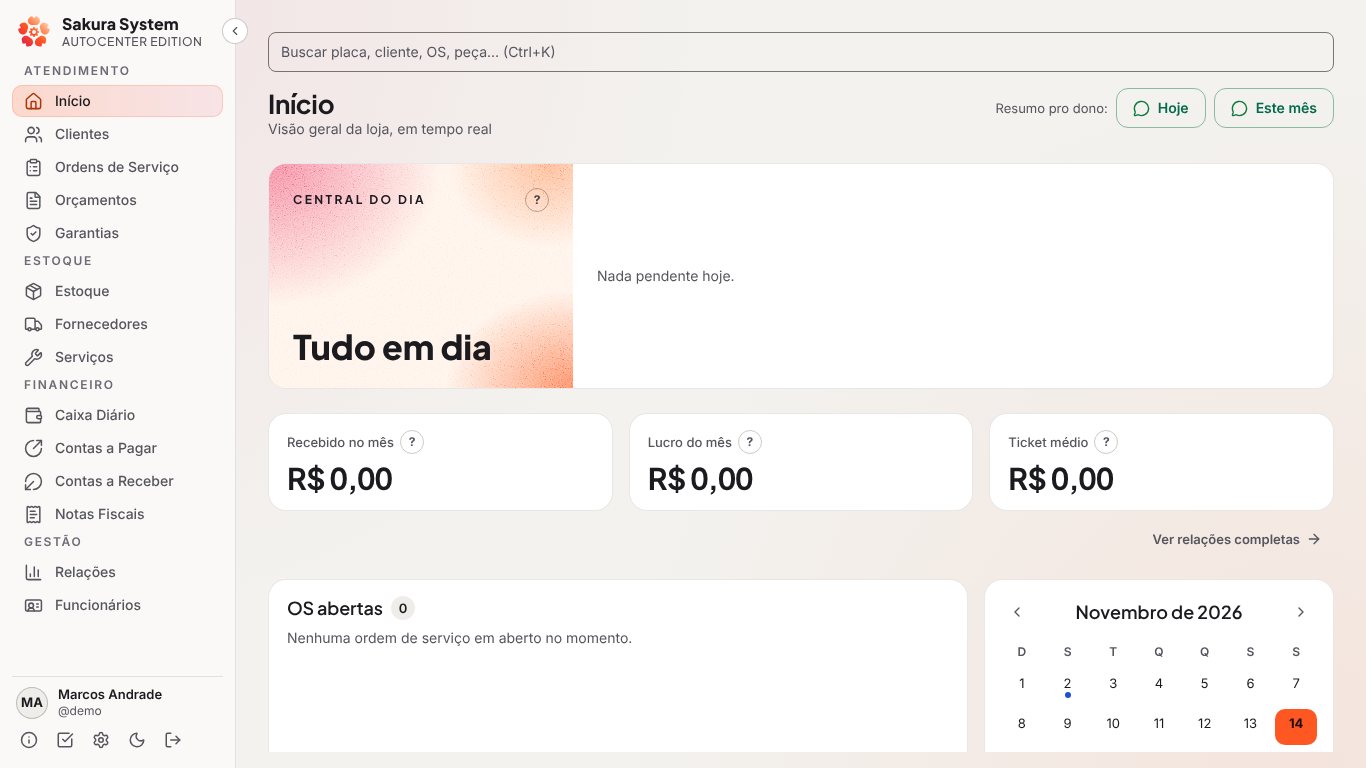 Sakura System
AUTOCENTER EDITION
ATENDIMENTO
Início
Clientes
Ordens de Serviço
Orçamentos
Garantias
ESTOQUE
Estoque
Fornecedores
Serviços
FINANCEIRO
Caixa Diário
Contas a Pagar
Contas a Receber
Notas Fiscais
GESTÃO
Relações
Funcionários
MA
Marcos Andrade
@demo
Buscar placa, cliente, OS, peça... (Ctrl+K)
Início
Visão geral da loja, em tempo real
Resumo pro dono:
Hoje
Este mês
CENTRAL DO DIA ?
Tudo em dia
Nada pendente hoje.
Recebido no mês ?
R$ 0,00
Lucro do mês ?
R$ 0,00
Ticket médio ?
R$ 0,00
Ver relações completas
OS abertas 0
Nenhuma ordem de serviço em aberto no momento.
Novembro de 2026
D S T Q Q S S
1 2 3 4 5 6 7
8 9 10 11 12 13 14